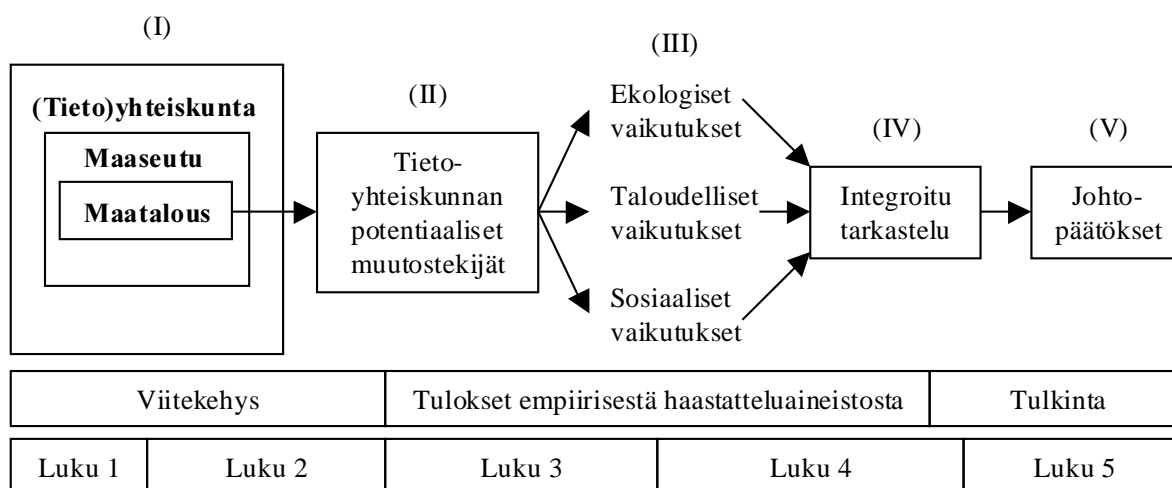 (I)
(Tieto)yhteiskunta
Maaseutu
Maatalous
(II)
Tieto-
yhteiskunnan
potentiaaliset
muutostekijät
(III)
Ekologiset
vaikutukset
Taloudelliset
vaikutukset
Sosiaaliset
vaikutukset
(IV)
Integroitu
tarkastelu
(V)
Johto-
päätökset
Viitekehys
Tulokset empiirisestä haastatteluaineistosta
Tulkinta
Luku 1
Luku 2
Luku 3
Luku 4
Luku 5